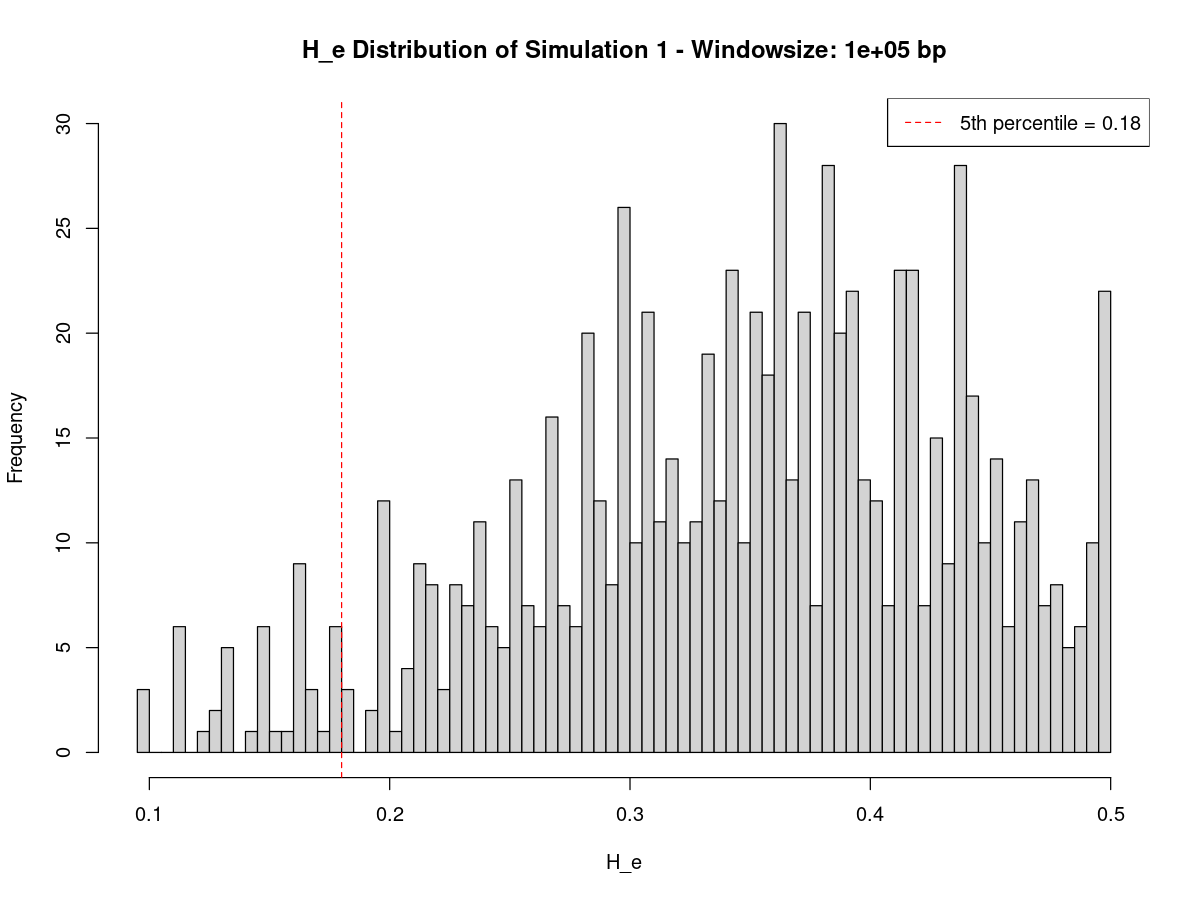 H_e Distribution of Simulation 1 - Windowsize: 1e+05 bp
5th percentile = 0.18
Frequency
30
25
20
15
10
5
0
0.1 0.2 0.3 0.4 0.5
H_e